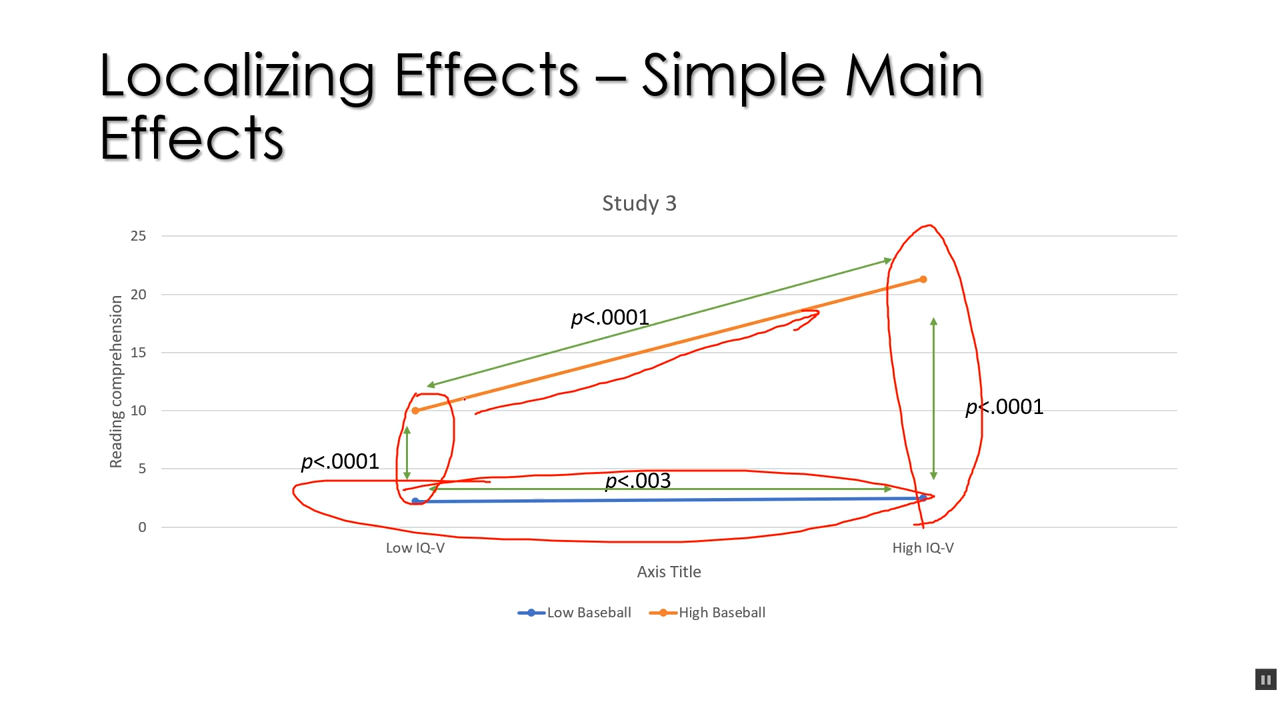 Localizing Effects – Simple Main
Effects
Study 3
25
20
15
10
5
0
Reading comprehension
p<.0001
p<.0001
p<.0001
p<.003
Low IQ-V
High IQ-V
Axis Title
Low Baseball
High Baseball